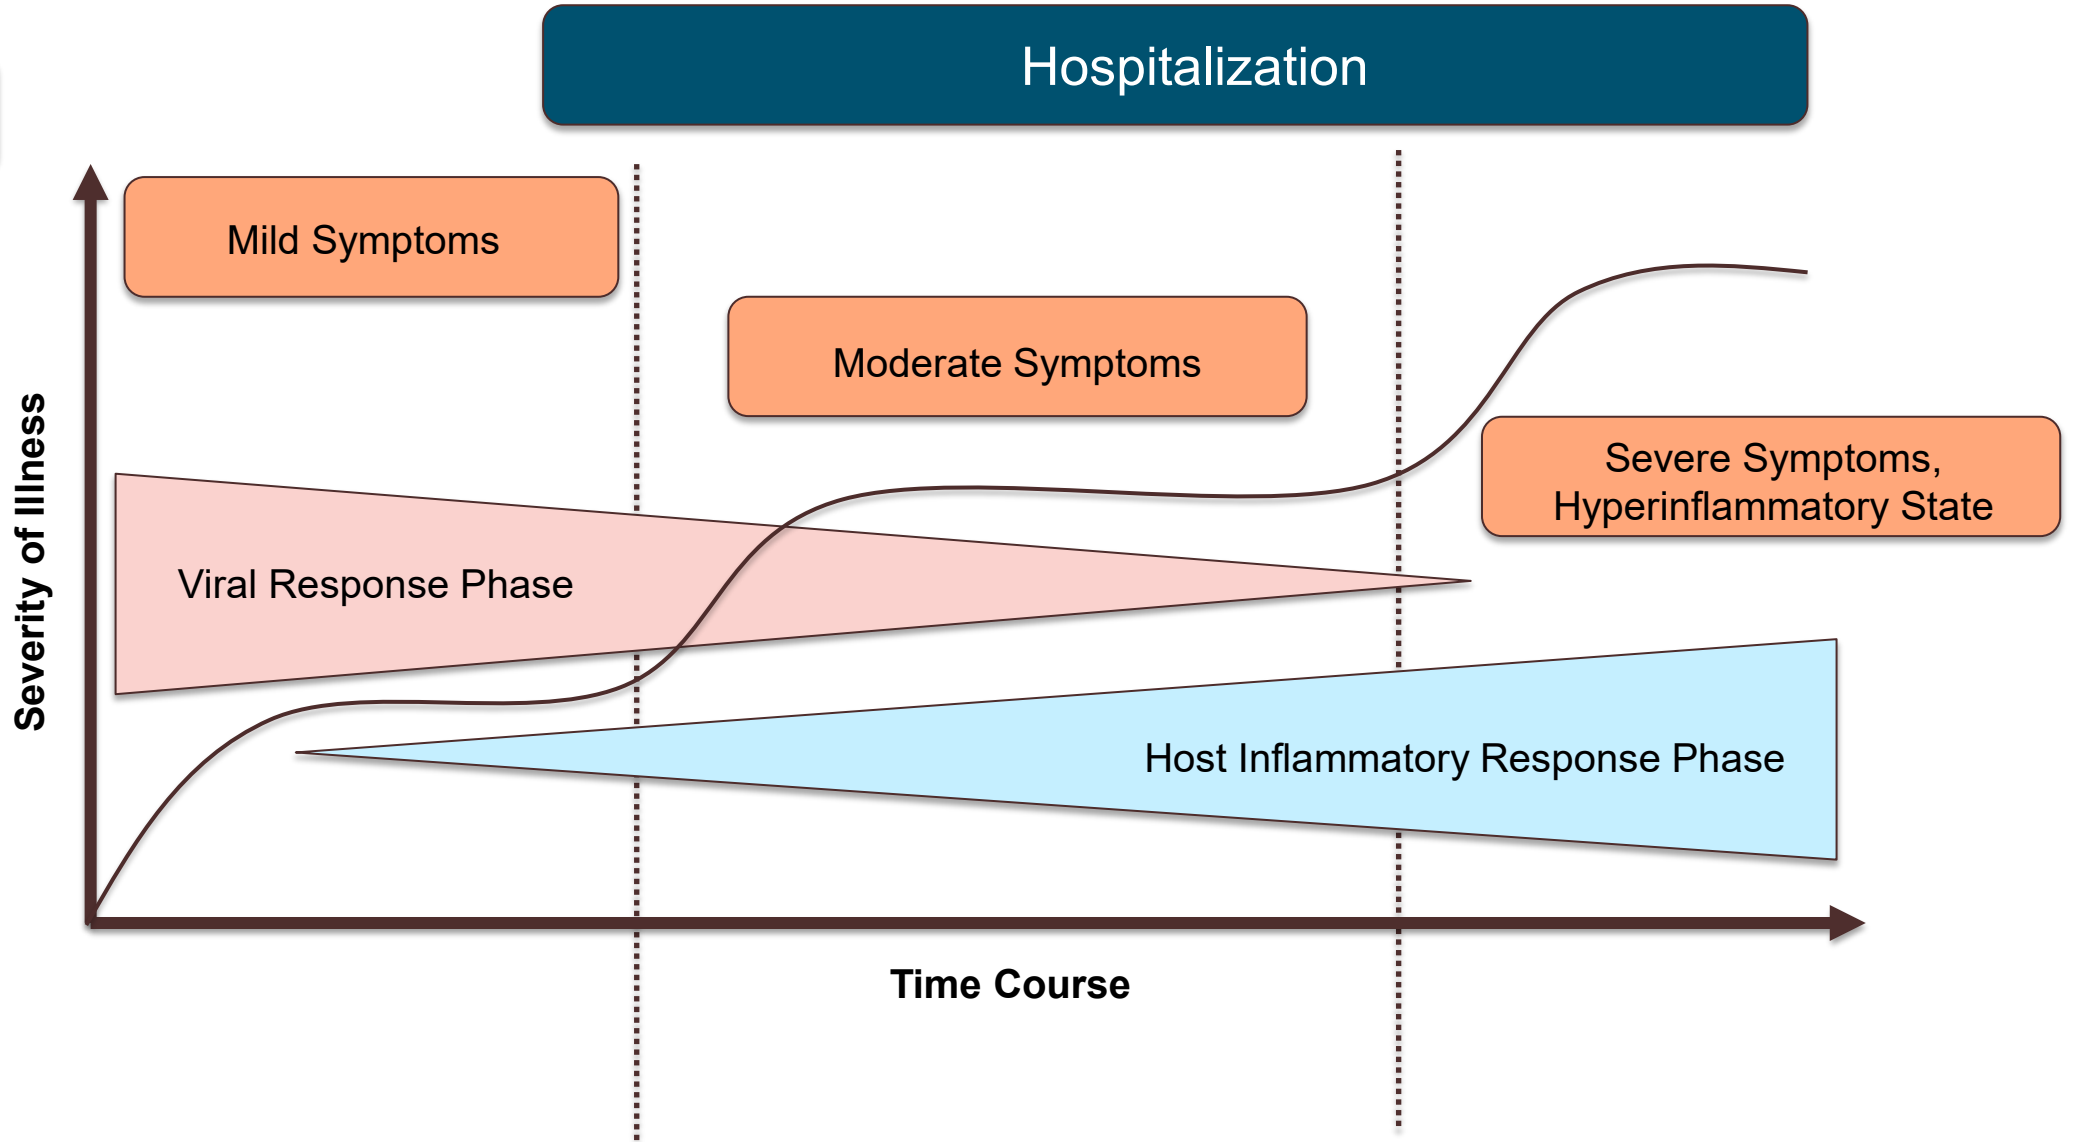 Hospitalization
Mild Symptoms
Moderate Symptoms
Severe Symptoms,
Hyperinflammatory State
Severity of Illness
Viral Response Phase
Host Inflammatory Response Phase
Time Course